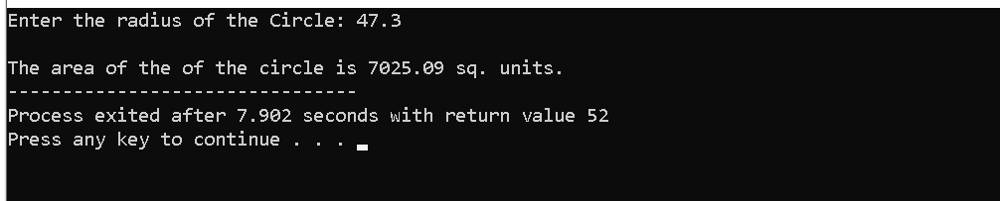 Enter the radius of the Circle: 47.3
The area of the of the circle is 7025.09 sq. units.
--------------------------------
Process exited after 7.902 seconds with return value 52
Press any key to continue . . .